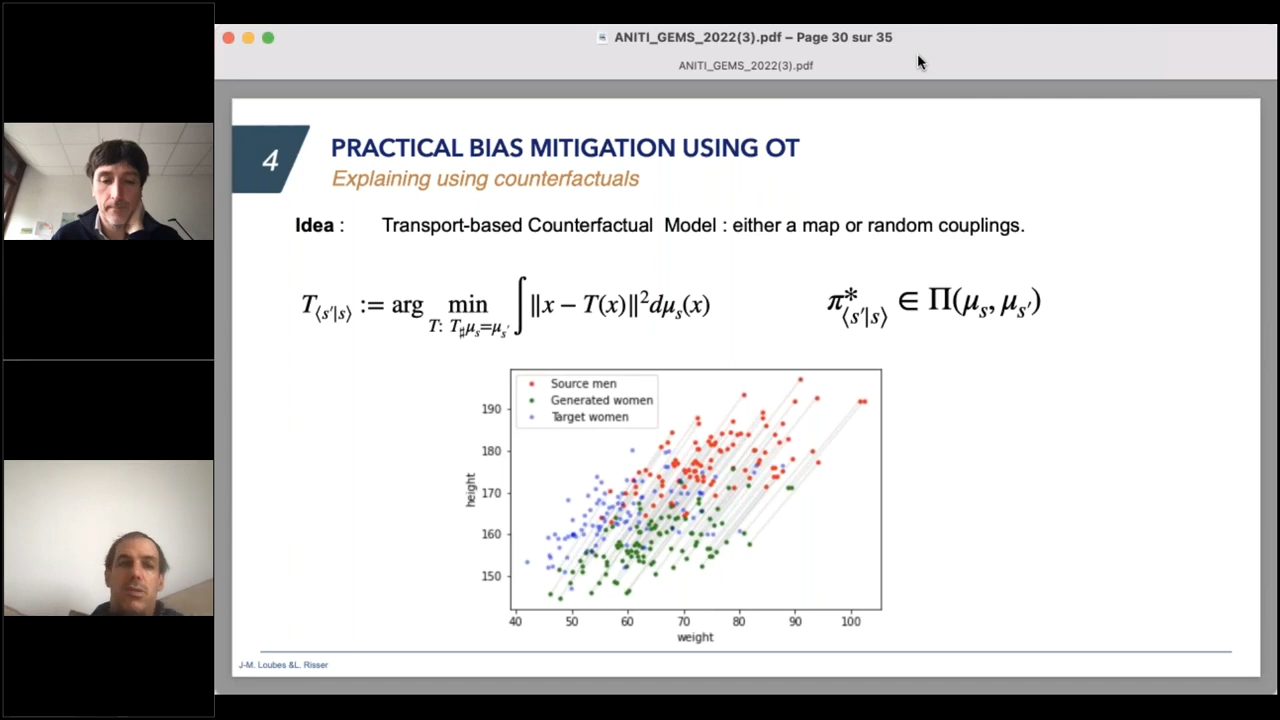 ANITI_GEMS_2022(3).pdf – Page 30 sur 35
ANITI_GEMS_2022(3).pdf
4
PRACTICAL BIAS MITIGATION USING OT
Explaining using counterfactuals
Idea : Transport-based Counterfactual Model : either a map or random couplings.
T⟨s′|s⟩ := arg min T: T♯μs=μs′ ∫ ‖x − T(x)‖²dμs(x) π*⟨s′|s⟩ ∈ Π(μs, μs′)
Source men
Generated women
Target women
190
180
170
160
150
height
40 50 60 70 80 90 100
weight
J-M. Loubes &L. Risser